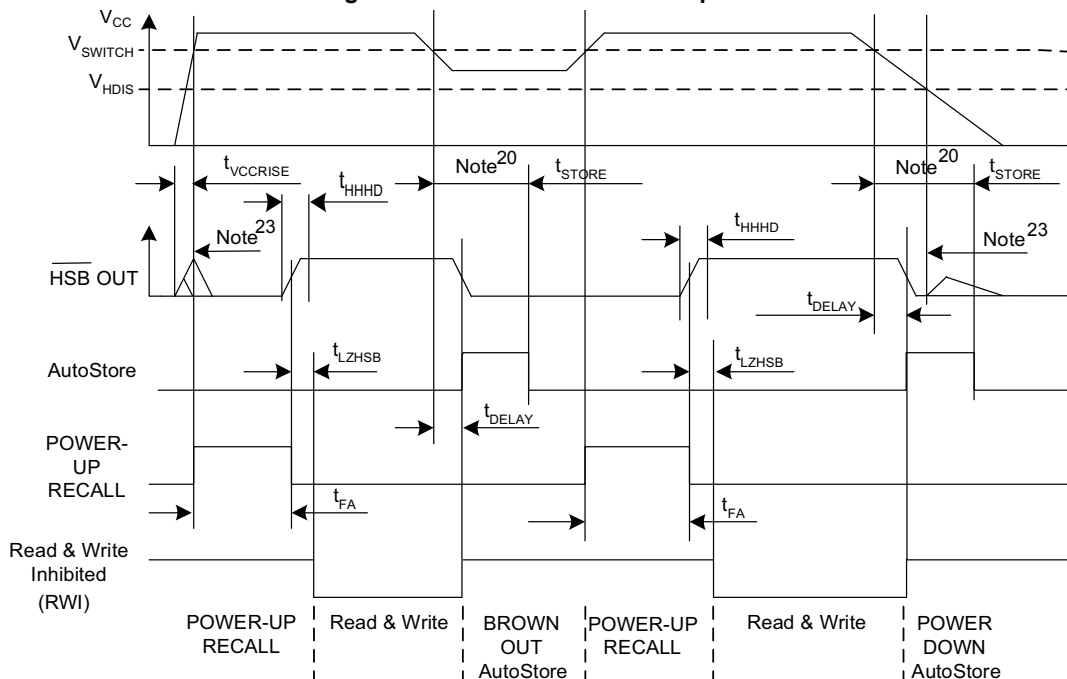 V_CC
V_SWITCH
V_HDIS
t_VCCRISE
Note^20
t_STORE
Note^20
t_STORE
t_HHHD
t_HHHD
Note^23
Note^23
HSB OUT
t_DELAY
t_LZHSB
t_LZHSB
AutoStore
t_DELAY
POWER-
UP
RECALL
t_FA
t_FA
Read & Write
Inhibited
(RWI)
POWER-UP
RECALL
Read & Write
BROWN
OUT
AutoStore
POWER-UP
RECALL
Read & Write
POWER
DOWN
AutoStore